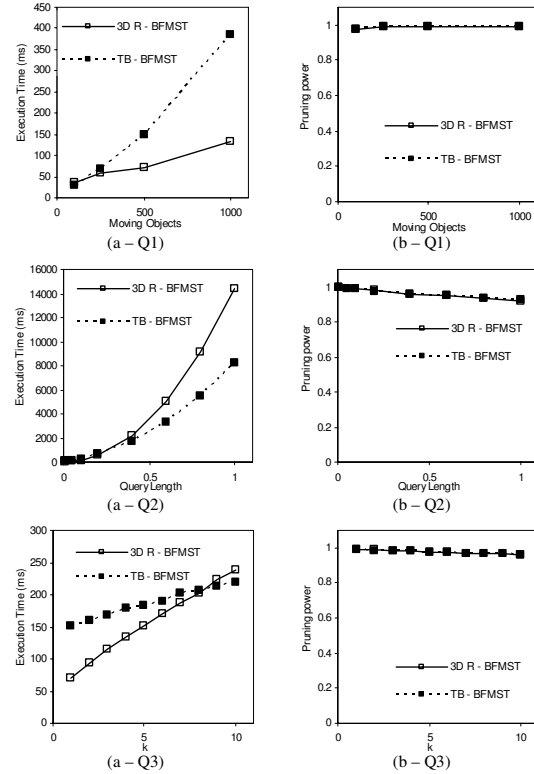 Execution Time (ms)
450
400
350
300
250
200
150
100
50
0
3D R - BFMST
TB - BFMST
0
500
1000
Moving Objects
(a – Q1)
Pruning power
1
0.8
0.6
0.4
0.2
0
3D R - BFMST
TB - BFMST
0
500
1000
Moving Objects
(b – Q1)
Execution Time (ms)
16000
14000
12000
10000
8000
6000
4000
2000
0
3D R - BFMST
TB - BFMST
0
0.5
1
Query Length
(a – Q2)
Pruning power
1
0.8
0.6
0.4
0.2
0
3D R - BFMST
TB - BFMST
0
0.5
1
Query Length
(b – Q2)
Execution Time (ms)
300
250
200
150
100
50
0
3D R - BFMST
TB - BFMST
0
5
10
k
(a – Q3)
Pruning power
1
0.8
0.6
0.4
0.2
0
3D R - BFMST
TB - BFMST
0
5
10
k
(b – Q3)